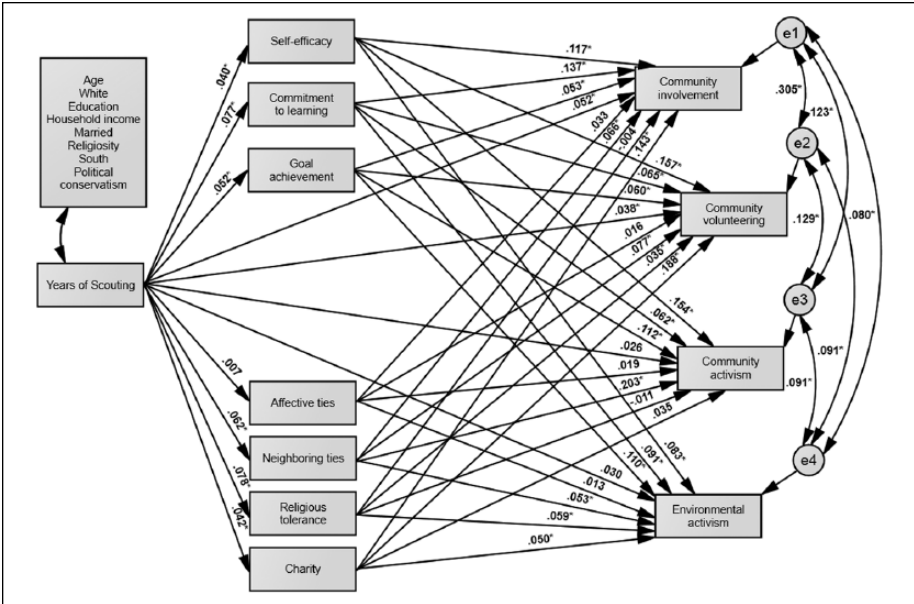 Age
White
Education
Household income
Married
Religiosity
South
Political
conservatism
Years of Scouting
Self-efficacy
Commitment
to learning
Goal
achievement
Affective ties
Neighboring ties
Religious
tolerance
Charity
.040*
.077*
.052*
.007
.062*
.078*
.042*
.117*
.137*
.053*
.052*
.033
.066*
-.004
.143*
Community
involvement
.157*
.065*
.060*
.038*
.016
.077*
.035*
.188*
Community
volunteering
.154*
.062*
.112*
.026
.019
.203*
-.011
.035
Community
activism
.083*
.091*
.110*
.030
.013
.053*
.059*
.050*
Environmental
activism
e1
.305*
.123*
e2
.129*
.080*
e3
.091*
.091*
e4